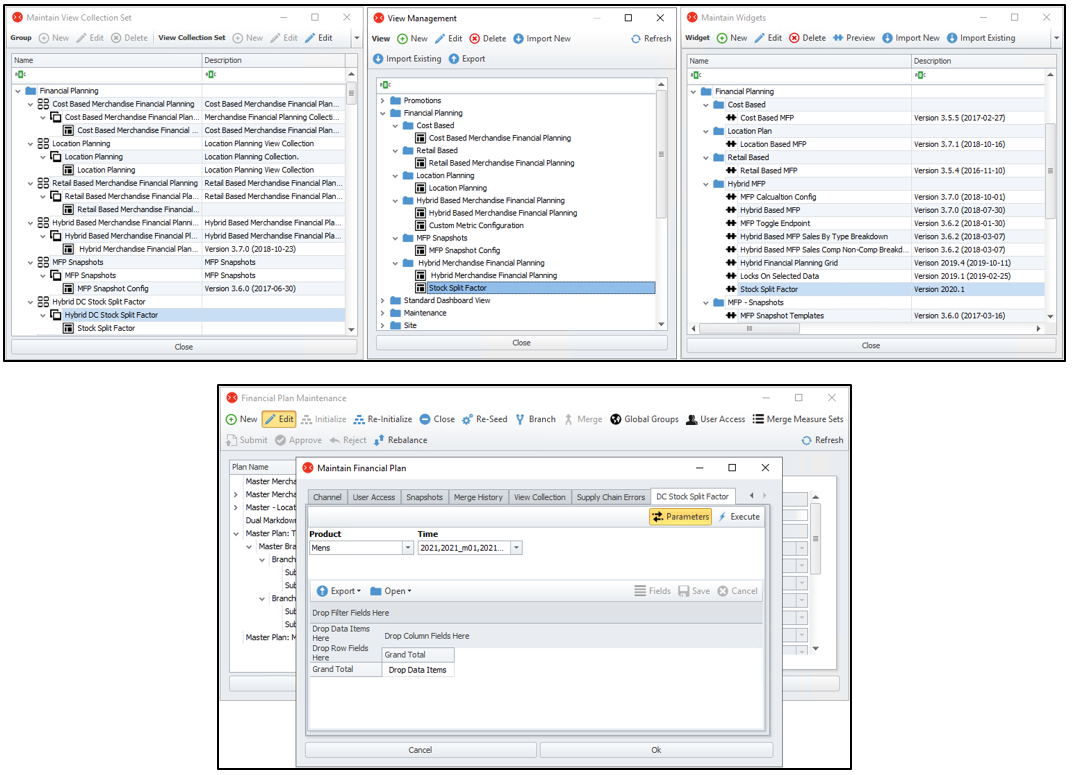 Maintain View Collection Set
Group New Edit Delete View Collection Set New Edit Edit
Name Description
Financial Planning
Cost Based Merchandise Financial Planning Cost Based Merchandise Financial Plan...
Cost Based Merchandise Financial Pl... Merchandise Financial Planning Collecti...
Cost Based Merchandise Financial ... Cost Based Merchandise Financial Plan...
Location Planning Location Planning View Collection
Location Planning Location Planning Collection.
Location Planning Location Planning View Collection
Retail Based Merchandise Financial Planning Retail Based Merchandise Financial Plan...
Retail Based Merchandise Financial Pla... Retail Based Merchandise Financial Plan...
Retail Based Merchandise Financial...
Hybrid Based Merchandise Financial Planni... Hybrid Based Merchandise Financial Plan...
Hybrid Based Merchandise Financial Pl... Hybrid Based Merchandise Financial Plan...
Hybrid Merchandise Financial Plan... Version 3.7.0 (2018-10-23)
MFP Snapshots MFP Snapshots
MFP Snapshots MFP Snapshots
MFP Snapshot Config Version 3.6.0 (2017-06-30)
Hybrid DC Stock Split Factor
Hybrid DC Stock Split Factor
Stock Split Factor
Close
View Management
View New Edit Delete Import New Refresh
Import Existing Export
Promotions
Financial Planning
Cost Based
Cost Based Merchandise Financial Planning
Retail Based
Retail Based Merchandise Financial Planning
Location Planning
Location Planning
Hybrid Based Merchandise Financial Planning
Hybrid Based Merchandise Financial Planning
Custom Metric Configuration
MFP Snapshots
MFP Snapshot Config
Hybrid Merchandise Financial Planning
Hybrid Merchandise Financial Planning
Stock Split Factor
Standard Dashboard View
Maintenance
Site
Close
Maintain Widgets
Widget New Edit Delete Preview Import New Import Existing
Name Description
Financial Planning
Cost Based
Cost Based MFP Version 3.5.5 (2017-02-27)
Location Plan
Location Based MFP Version 3.7.1 (2018-10-16)
Retail Based
Retail Based MFP Version 3.5.4 (2016-11-10)
Hybrid MFP
MFP Calcualtion Config Version 3.7.0 (2018-10-01)
Hybrid Based MFP Version 3.7.0 (2018-07-30)
MFP Toggle Endpoint Version 3.6.2 (2018-01-30)
Hybrid Based MFP Sales By Type Breakdown Version 3.6.2 (2018-03-07)
Hybrid Based MFP Sales Comp Non-Comp Breakd... Version 3.6.2 (2018-03-07)
Hybrid Financial Planning Grid Version 2019.4 (2019-10-11)
Locks On Selected Data Version 2019.1 (2019-02-25)
Stock Split Factor Version 2020.1
MFP - Snapshots
MFP Snapshot Templates Version 3.6.0 (2017-03-16)
Close
Financial Plan Maintenance
New Edit Initialize Re-Initialize Close Re-Seed Branch Merge Global Groups User Access Merge Measure Sets
Submit Approve Reject Rebalance Refresh
Plan Name
Master Mercha
Master Mercha
Master - Locat
Dual Markdow
Master Plan: T
Master Bra
Branch
Sub
Sub
Branch
Sub
Sub
Master Plan: M
Maintain Financial Plan
Channel User Access Snapshots Merge History View Collection Supply Chain Errors DC Stock Split Factor
Parameters Execute
Product Time
Mens 2021,2021_m01,2021...
Export Open Fields Save Cancel
Drop Filter Fields Here
Drop Data Items
Here
Drop Column Fields Here
Drop Row Fields
Here
Grand Total
Grand Total Drop Data Items
Cancel Ok